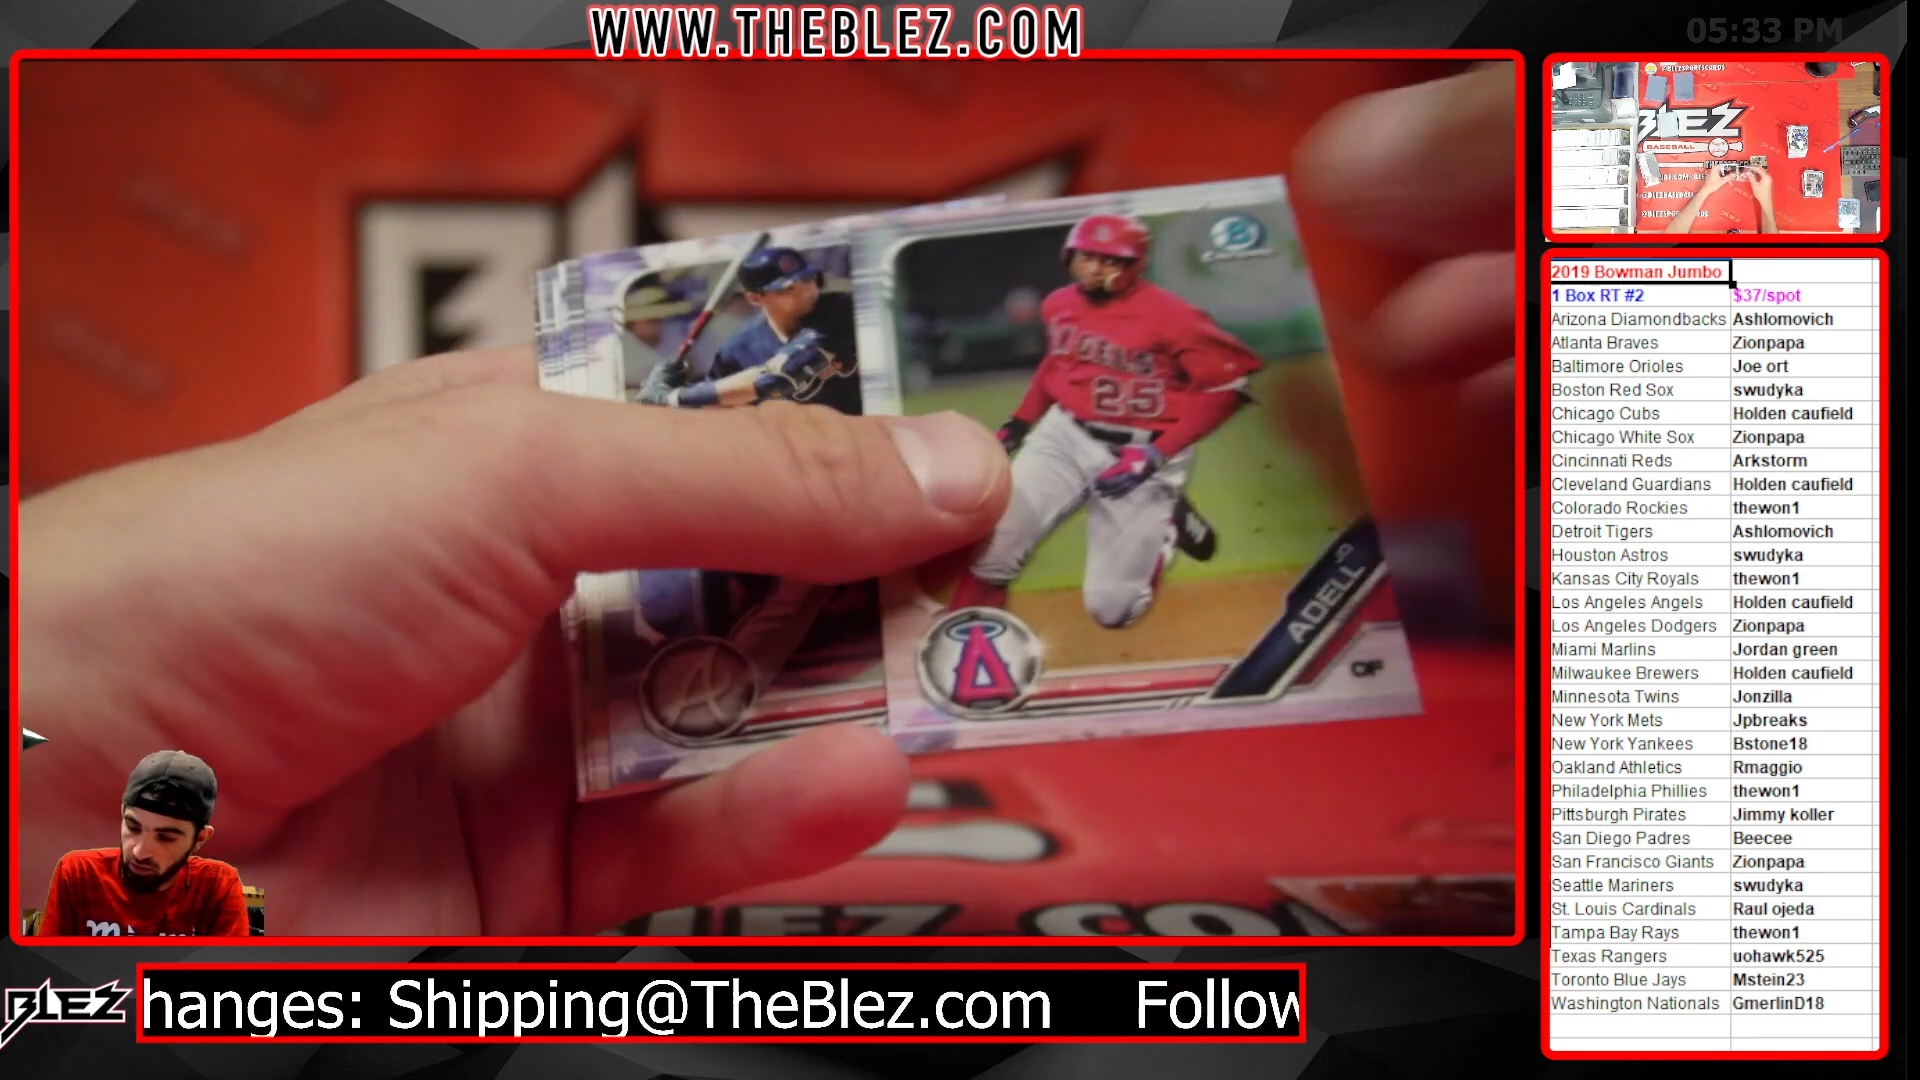 WWW.THEBLEZ.COM
05:33 PM
@BLEZSPORTSCARDS
BLEZ
BASEBALL
B
Chrome
ANGELS
25
JO
ADELL
OF
A
A
2019 Bowman Jumbo
1 Box RT #2 $37/spot
Arizona Diamondbacks Ashlomovich
Atlanta Braves Zionpapa
Baltimore Orioles Joe ort
Boston Red Sox swudyka
Chicago Cubs Holden caufield
Chicago White Sox Zionpapa
Cincinnati Reds Arkstorm
Cleveland Guardians Holden caufield
Colorado Rockies thewon1
Detroit Tigers Ashlomovich
Houston Astros swudyka
Kansas City Royals thewon1
Los Angeles Angels Holden caufield
Los Angeles Dodgers Zionpapa
Miami Marlins Jordan green
Milwaukee Brewers Holden caufield
Minnesota Twins Jonzilla
New York Mets Jpbreaks
New York Yankees Bstone18
Oakland Athletics Rmaggio
Philadelphia Phillies thewon1
Pittsburgh Pirates Jimmy koller
San Diego Padres Beecee
San Francisco Giants Zionpapa
Seattle Mariners swudyka
St. Louis Cardinals Raul ojeda
Tampa Bay Rays thewon1
Texas Rangers uohawk525
Toronto Blue Jays Mstein23
Washington Nationals GmerlinD18
BLEZ
hanges: Shipping@TheBlez.com Follow